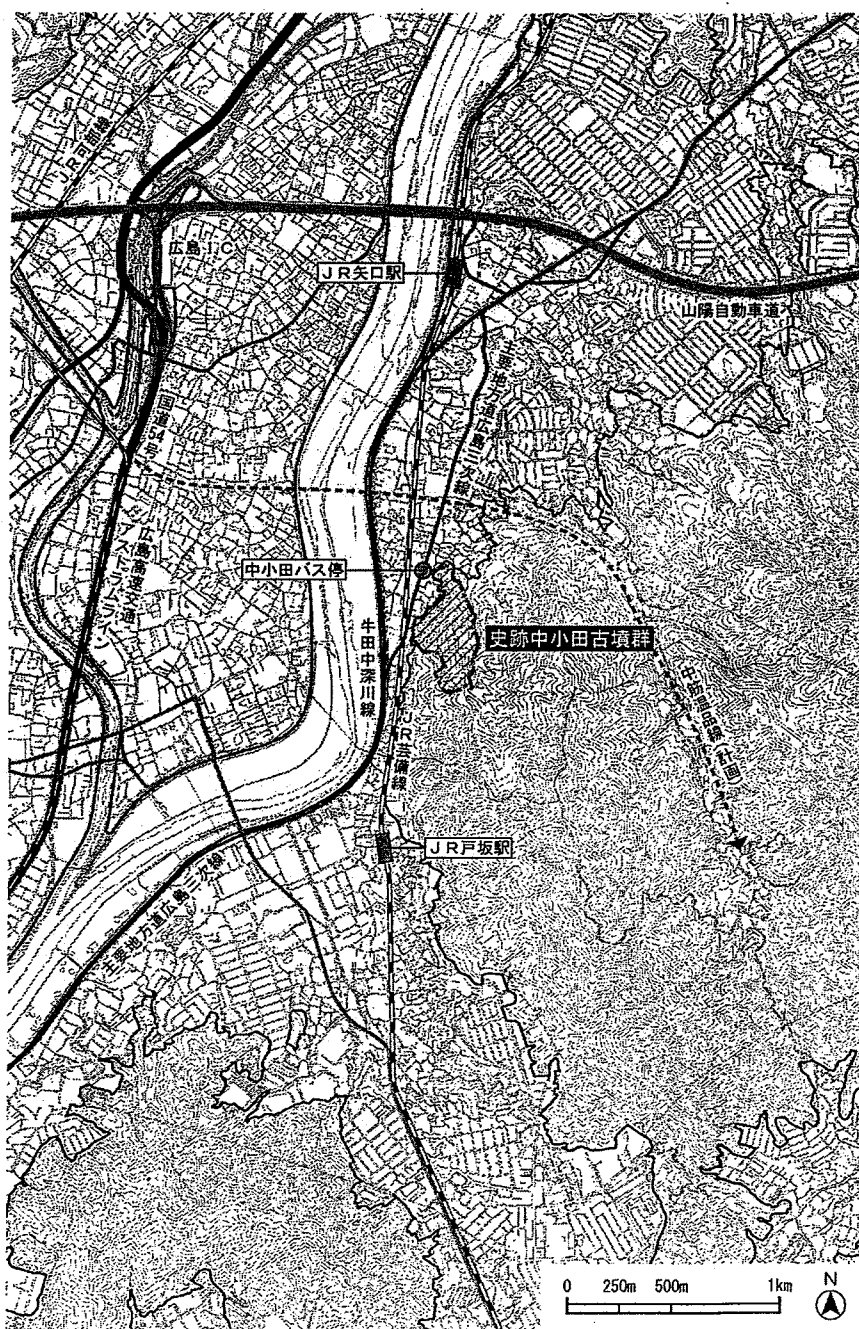 JR可部線
広島I.C
JR矢口駅
山陽自動車道
主要地方道広島三次線
国道54号
広島高速交通
アストラムライン
中小田バス停
史跡中小田古墳群
牛田中深川線
JR芸備線
中筋温品線(計画)
JR戸坂駅
主要地方道広島三次線
0 250m 500m 1km
N